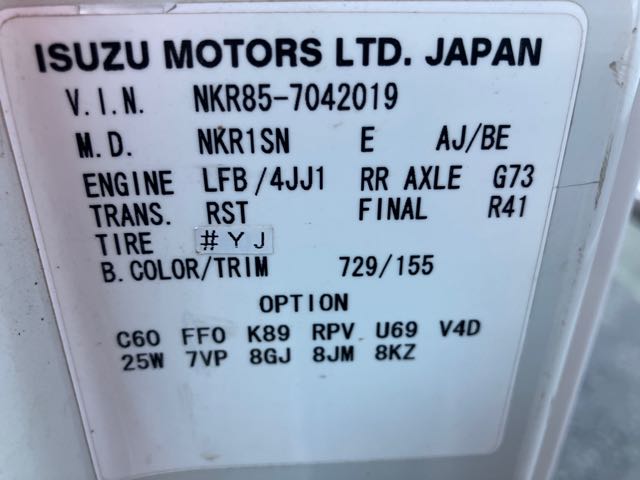 ISUZU MOTORS LTD. JAPAN
V.I.N. NKR85-7042019
M.D. NKR1SN E AJ/BE
ENGINE LFB/4JJ1 RR AXLE G73
TRANS. RST FINAL R41
TIRE #YJ
B.COLOR/TRIM 729/155
OPTION
C60 FF0 K89 RPV U69 V4D
25W 7VP 8GJ 8JM 8KZ